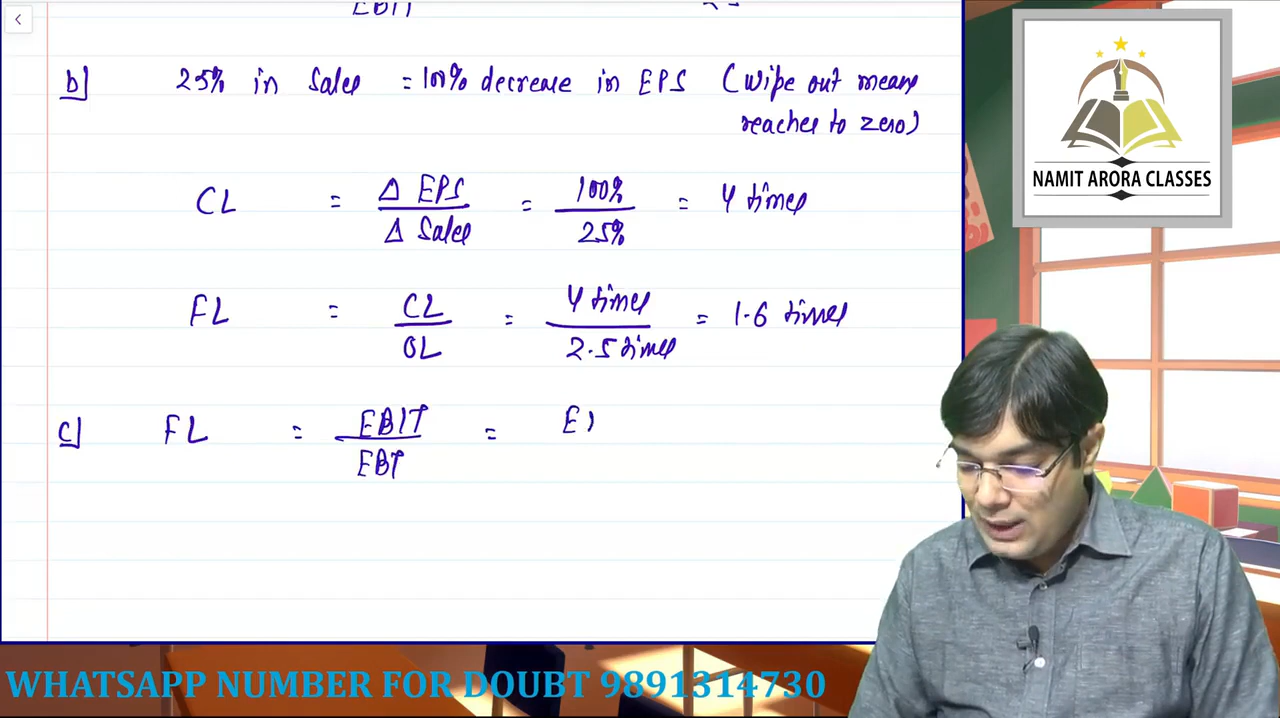 EBIT
b] 25% in Sales = 100% decrease in EPS (wipe out means
reaches to zero)
CL = Δ EPS / Δ Sales = 100% / 25% = 4 times
FL = CL / OL = 4 times / 2.5 times = 1.6 times
c] FL = EBIT / EBT =
NAMIT ARORA CLASSES
WHATSAPP NUMBER FOR DOUBT 9891314730